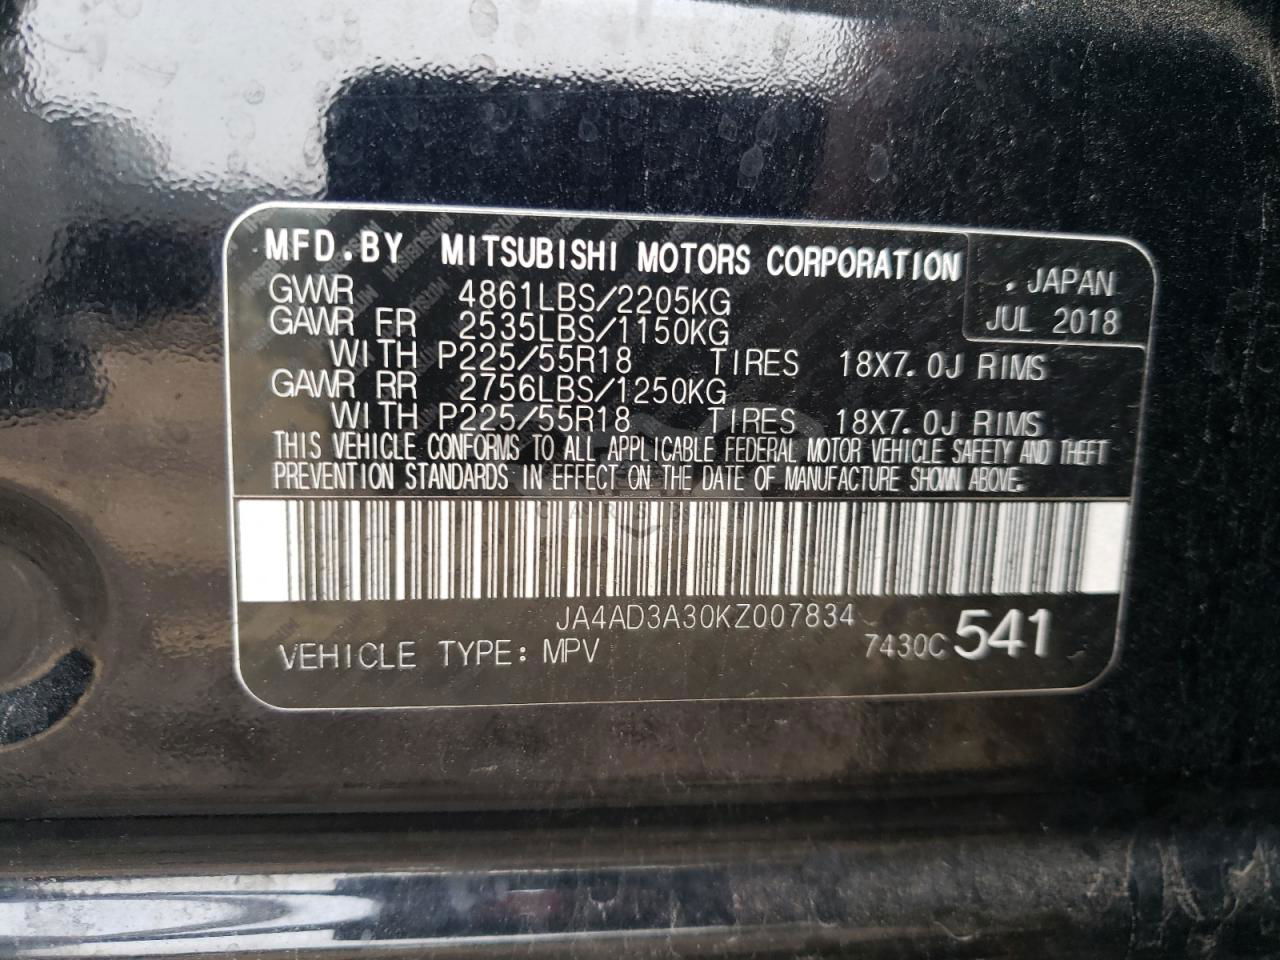 MFD.BY MITSUBISHI MOTORS CORPORATION
. JAPAN
JUL 2018
GVWR 4861LBS/2205KG
GAWR FR 2535LBS/1150KG
WITH P225/55R18 TIRES 18X7.0J RIMS
GAWR RR 2756LBS/1250KG
WITH P225/55R18 TIRES 18X7.0J RIMS
THIS VEHICLE CONFORMS TO ALL APPLICABLE FEDERAL MOTOR VEHICLE SAFETY AND THEFT
PREVENTION STANDARDS IN EFFECT ON THE DATE OF MANUFACTURE SHOWN ABOVE.
JA4AD3A30KZ007834
VEHICLE TYPE: MPV 7430C 541